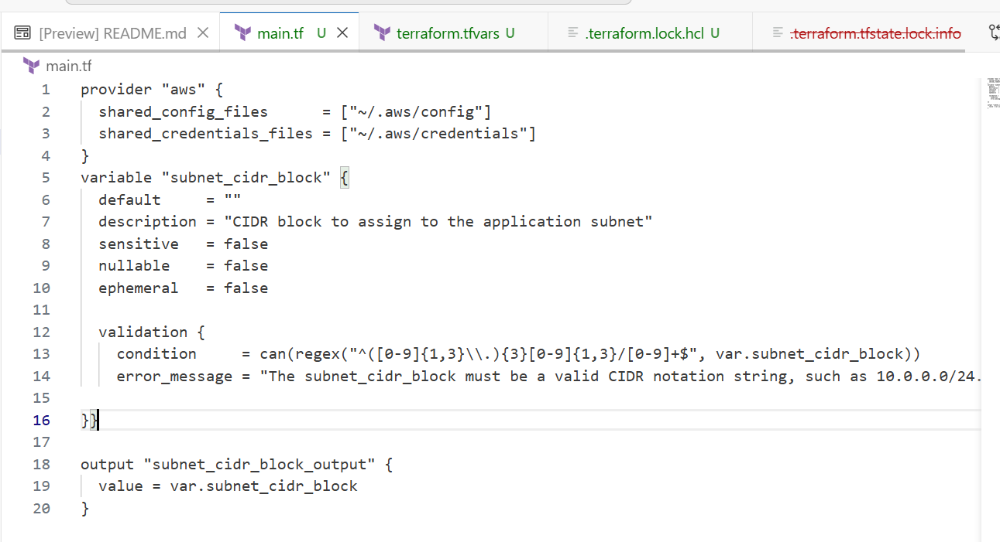 [Preview] README.md
main.tf U
terraform.tfvars U
.terraform.lock.hcl U
.terraform.tfstate.lock.info
main.tf
1 provider "aws" {
2   shared_config_files      = ["~/.aws/config"]
3   shared_credentials_files = ["~/.aws/credentials"]
4 }
5 variable "subnet_cidr_block" {
6   default     = ""
7   description = "CIDR block to assign to the application subnet"
8   sensitive   = false
9   nullable    = false
10   ephemeral   = false
11
12   validation {
13     condition     = can(regex("^([0-9]{1,3}\\.){3}[0-9]{1,3}/[0-9]+$", var.subnet_cidr_block))
14     error_message = "The subnet_cidr_block must be a valid CIDR notation string, such as 10.0.0.0/24.
15
16 }}
17
18 output "subnet_cidr_block_output" {
19   value = var.subnet_cidr_block
20 }